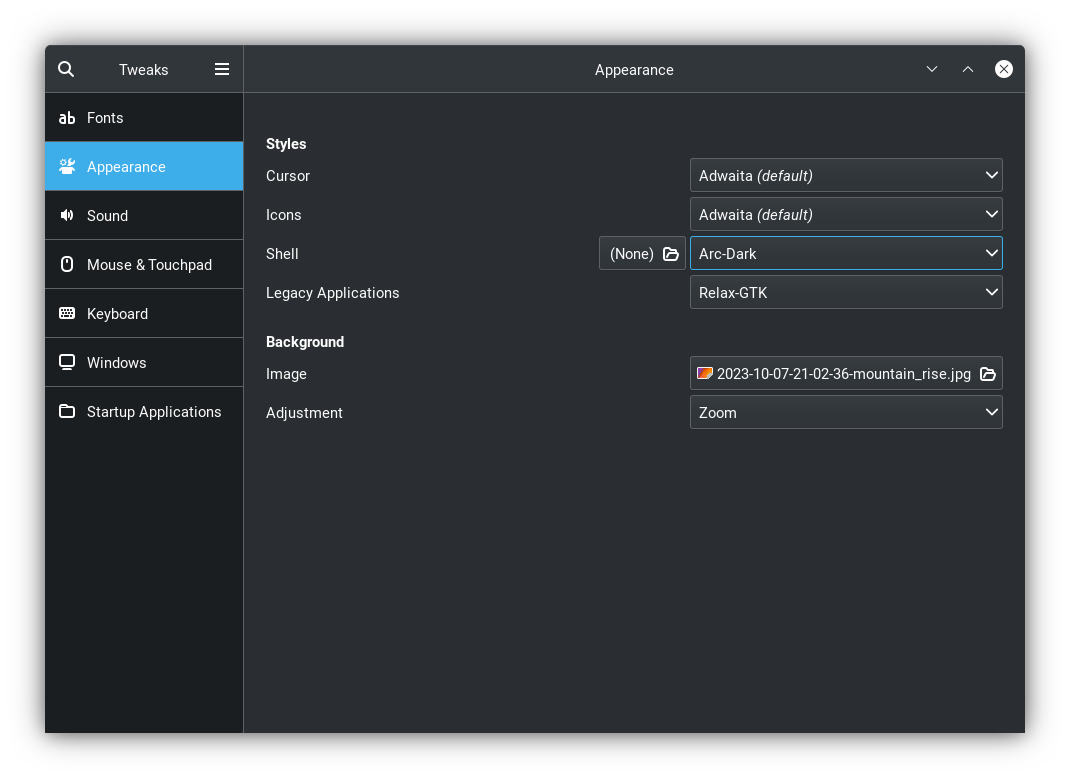 Tweaks
Appearance
Fonts
Appearance
Sound
Mouse & Touchpad
Keyboard
Windows
Startup Applications
Styles
Cursor Adwaita (default)
Icons Adwaita (default)
Shell (None) Arc-Dark
Legacy Applications Relax-GTK
Background
Image 2023-10-07-21-02-36-mountain_rise.jpg
Adjustment Zoom